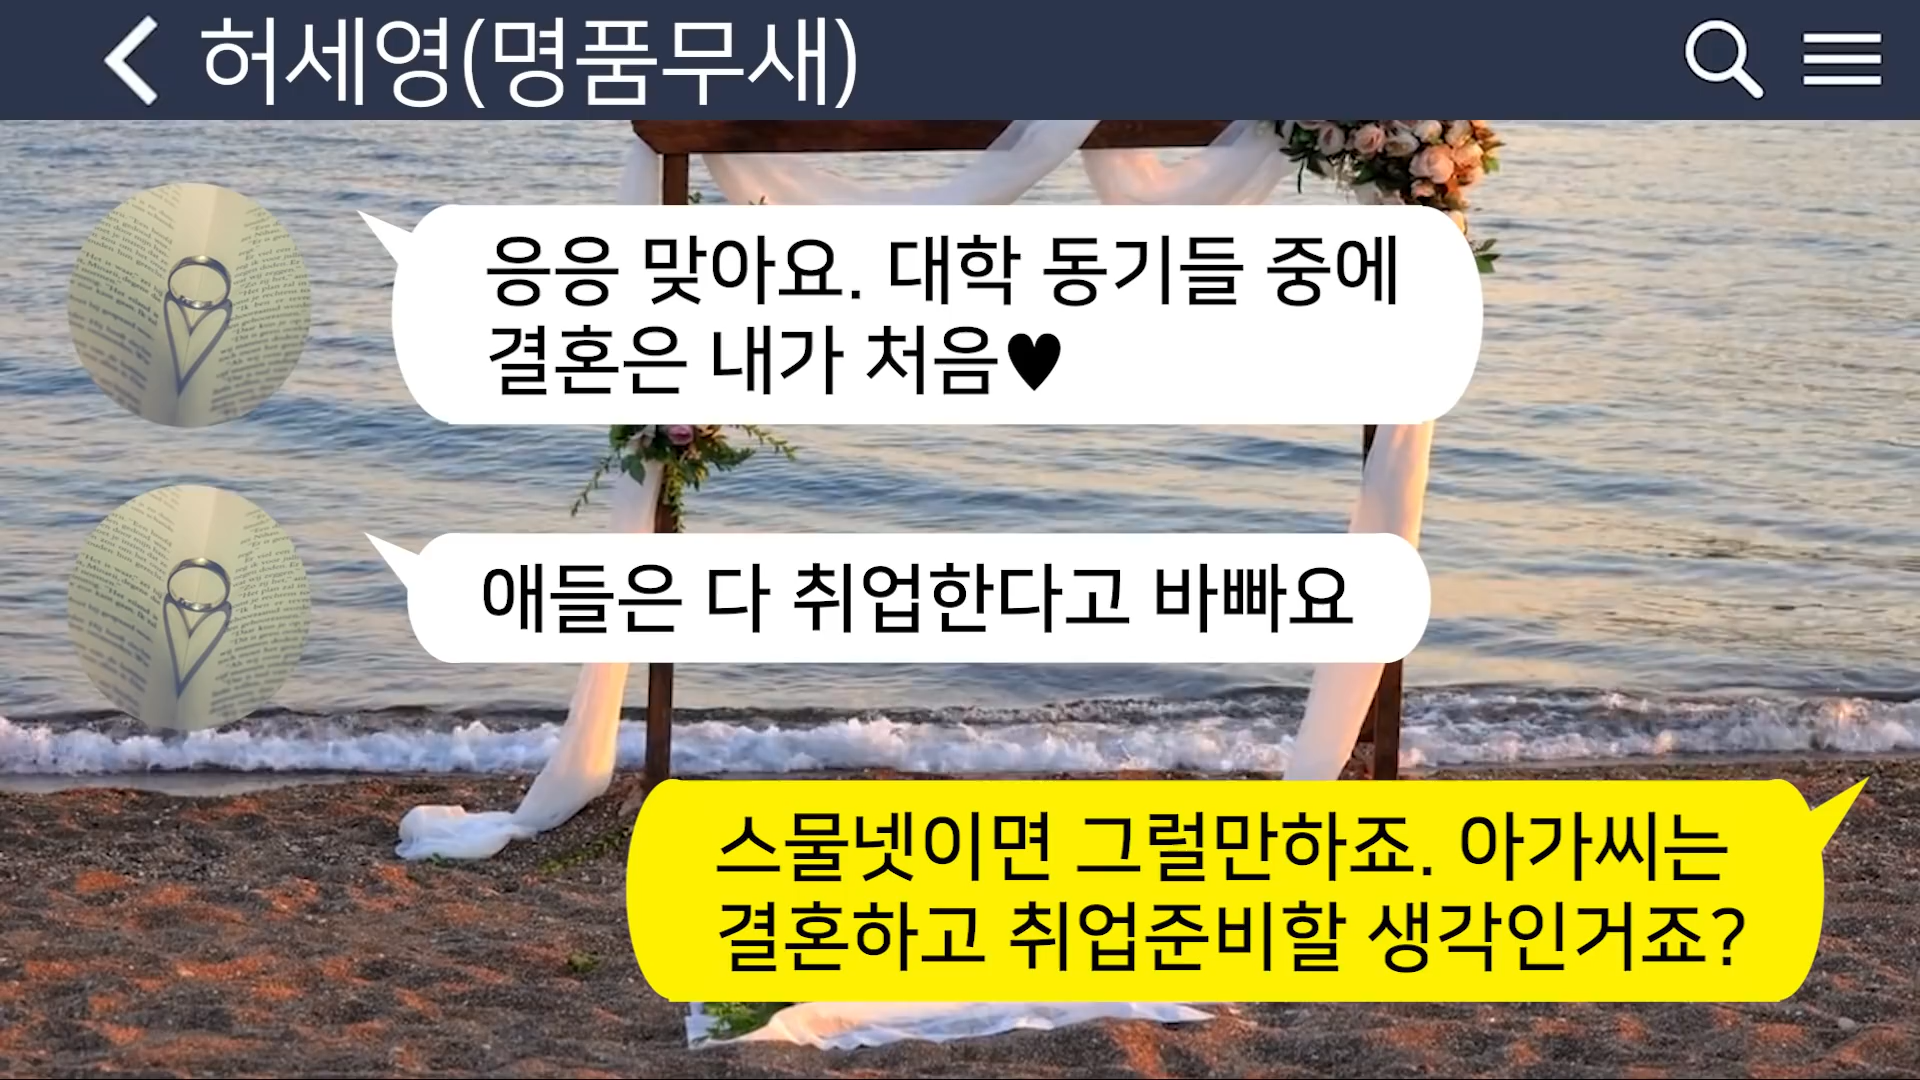 허세영(명품무새)
응응 맞아요. 대학 동기들 중에
결혼은 내가 처음♥
애들은 다 취업한다고 바빠요
스물넷이면 그럴만하죠. 아가씨는
결혼하고 취업준비할 생각인거죠?